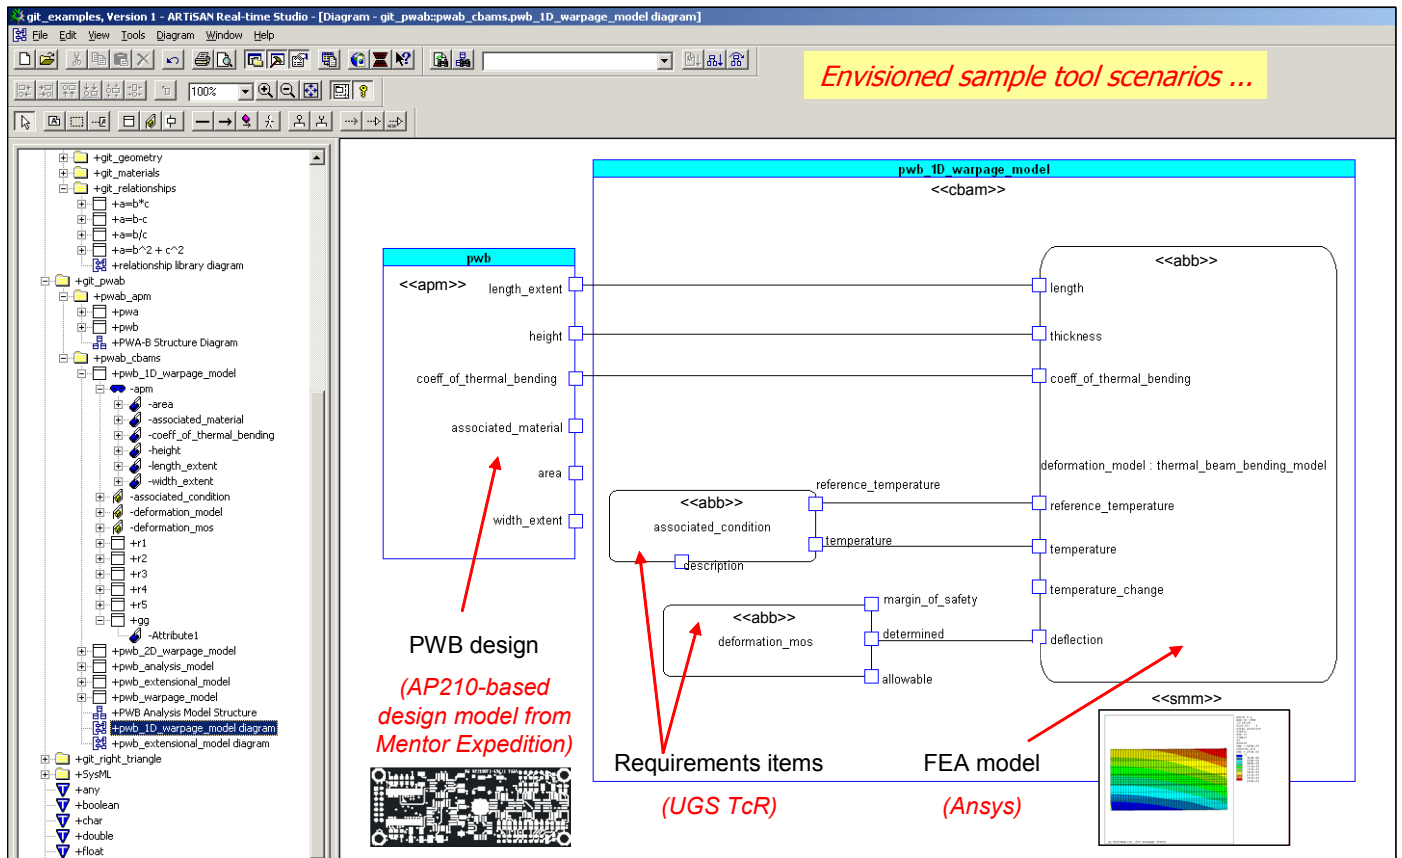 git_examples, Version 1 - ARTiSAN Real-time Studio - [Diagram - git_pwab::pwab_cbams.pwb_1D_warpage_model diagram]
File Edit View Tools Diagram Window Help
100%
Envisioned sample tool scenarios ...
+git_geometry
+git_materials
+git_relationships
+a=b*c
+a=b-c
+a=b/c
+a=b^2 + c^2
+relationship library diagram
+git_pwab
+pwab_apm
+pwa
+pwb
+PWA-B Structure Diagram
+pwab_cbams
+pwb_1D_warpage_model
-apm
-area
-associated_material
-coeff_of_thermal_bending
-height
-length_extent
-width_extent
-associated_condition
-deformation_model
-deformation_mos
+r1
+r2
+r3
+r4
+r5
+gg
-Attribute1
+pwb_2D_warpage_model
+pwb_analysis_model
+pwb_extensional_model
+pwb_warpage_model
+PWB Analysis Model Structure
+pwb_1D_warpage_model diagram
+pwb_extensional_model diagram
+git_right_triangle
+SysML
+any
+boolean
+char
+double
+float
pwb
<<apm>>
length_extent
height
coeff_of_thermal_bending
associated_material
area
width_extent
PWB design
(AP210-based
design model from
Mentor Expedition)
pwb_1D_warpage_model
<<cbam>>
<<abb>>
associated_condition
reference_temperature
temperature
description
<<abb>>
deformation_mos
margin_of_safety
determined
allowable
Requirements items
(UGS TcR)
<<abb>>
length
thickness
coeff_of_thermal_bending
deformation_model : thermal_beam_bending_model
reference_temperature
temperature
temperature_change
deflection
<<smm>>
FEA model
(Ansys)